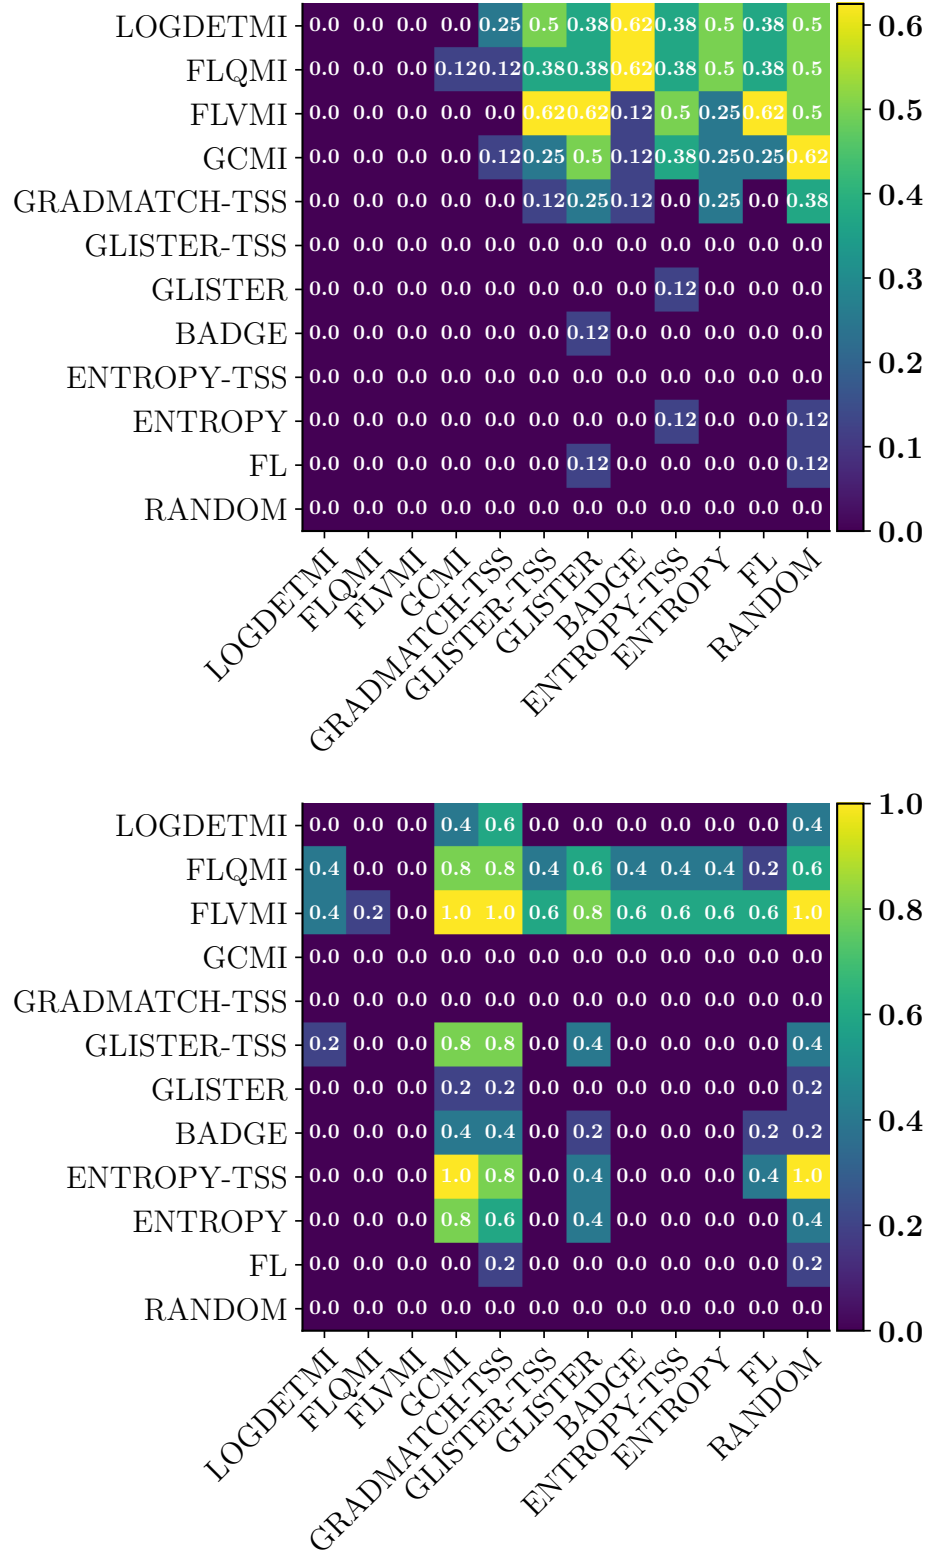 LOGDETMI 0.0 0.0 0.0 0.0 0.25 0.5 0.38 0.62 0.38 0.5 0.38 0.5
FLQMI 0.0 0.0 0.0 0.12 0.12 0.38 0.38 0.62 0.38 0.5 0.38 0.5
FLVMI 0.0 0.0 0.0 0.0 0.0 0.62 0.62 0.12 0.5 0.25 0.62 0.5
GCMI 0.0 0.0 0.0 0.0 0.12 0.25 0.5 0.12 0.38 0.25 0.25 0.62
GRADMATCH-TSS 0.0 0.0 0.0 0.0 0.0 0.12 0.25 0.12 0.0 0.25 0.0 0.38
GLISTER-TSS 0.0 0.0 0.0 0.0 0.0 0.0 0.0 0.0 0.0 0.0 0.0 0.0
GLISTER 0.0 0.0 0.0 0.0 0.0 0.0 0.0 0.0 0.12 0.0 0.0 0.0
BADGE 0.0 0.0 0.0 0.0 0.0 0.0 0.12 0.0 0.0 0.0 0.0 0.0
ENTROPY-TSS 0.0 0.0 0.0 0.0 0.0 0.0 0.0 0.0 0.0 0.0 0.0 0.0
ENTROPY 0.0 0.0 0.0 0.0 0.0 0.0 0.0 0.0 0.12 0.0 0.0 0.12
FL 0.0 0.0 0.0 0.0 0.0 0.0 0.12 0.0 0.0 0.0 0.0 0.12
RANDOM 0.0 0.0 0.0 0.0 0.0 0.0 0.0 0.0 0.0 0.0 0.0 0.0
LOGDETMI FLQMI FLVMI GCMI GRADMATCH-TSS GLISTER-TSS GLISTER BADGE ENTROPY-TSS ENTROPY FL RANDOM
0.6
0.5
0.4
0.3
0.2
0.1
0.0
LOGDETMI 0.0 0.0 0.0 0.4 0.6 0.0 0.0 0.0 0.0 0.0 0.0 0.4
FLQMI 0.4 0.0 0.0 0.8 0.8 0.4 0.6 0.4 0.4 0.4 0.2 0.6
FLVMI 0.4 0.2 0.0 1.0 1.0 0.6 0.8 0.6 0.6 0.6 0.6 1.0
GCMI 0.0 0.0 0.0 0.0 0.0 0.0 0.0 0.0 0.0 0.0 0.0 0.0
GRADMATCH-TSS 0.0 0.0 0.0 0.0 0.0 0.0 0.0 0.0 0.0 0.0 0.0 0.0
GLISTER-TSS 0.2 0.0 0.0 0.8 0.8 0.0 0.4 0.0 0.0 0.0 0.0 0.4
GLISTER 0.0 0.0 0.0 0.2 0.2 0.0 0.0 0.0 0.0 0.0 0.0 0.2
BADGE 0.0 0.0 0.0 0.4 0.4 0.0 0.2 0.0 0.0 0.0 0.2 0.2
ENTROPY-TSS 0.0 0.0 0.0 1.0 0.8 0.0 0.4 0.0 0.0 0.0 0.4 1.0
ENTROPY 0.0 0.0 0.0 0.8 0.6 0.0 0.4 0.0 0.0 0.0 0.0 0.4
FL 0.0 0.0 0.0 0.0 0.2 0.0 0.0 0.0 0.0 0.0 0.0 0.2
RANDOM 0.0 0.0 0.0 0.0 0.0 0.0 0.0 0.0 0.0 0.0 0.0 0.0
LOGDETMI FLQMI FLVMI GCMI GRADMATCH-TSS GLISTER-TSS GLISTER BADGE ENTROPY-TSS ENTROPY FL RANDOM
1.0
0.8
0.6
0.4
0.2
0.0